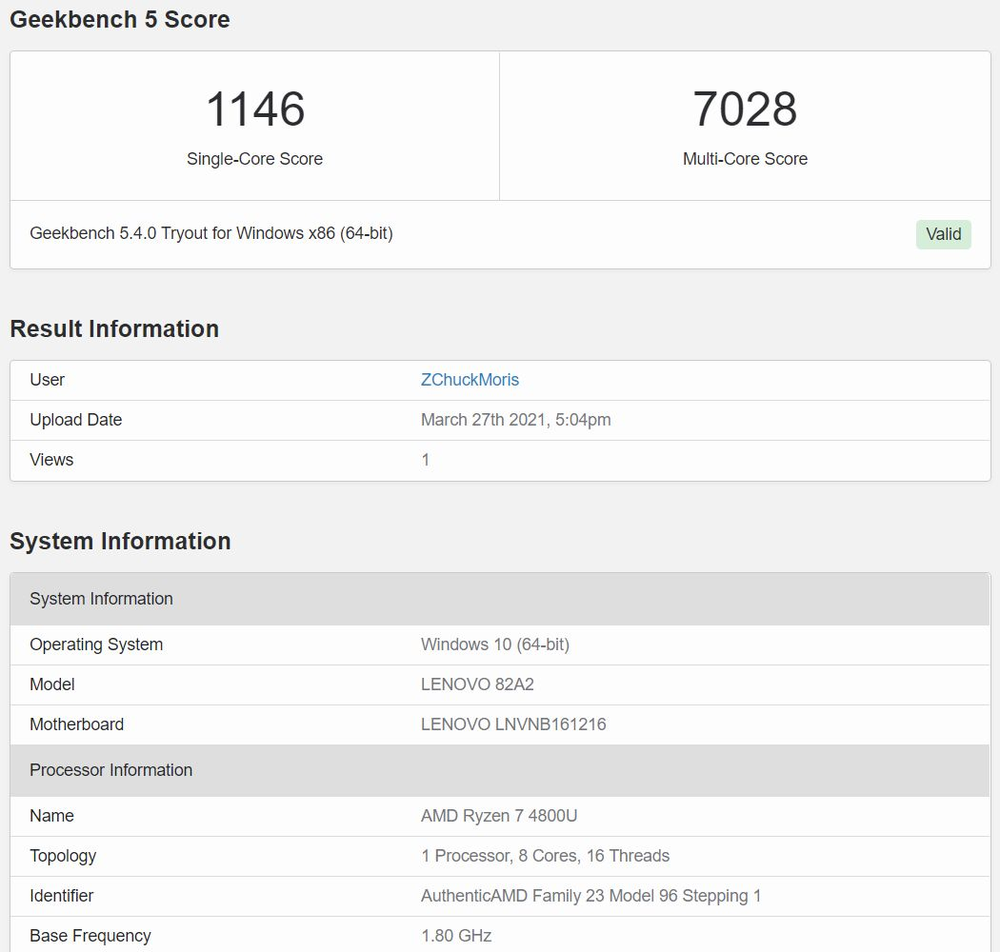 Geekbench 5 Score
1146
Single-Core Score
7028
Multi-Core Score
Geekbench 5.4.0 Tryout for Windows x86 (64-bit)
Valid
Result Information
User ZChuckMoris
Upload Date March 27th 2021, 5:04pm
Views 1
System Information
System Information
Operating System Windows 10 (64-bit)
Model LENOVO 82A2
Motherboard LENOVO LNVNB161216
Processor Information
Name AMD Ryzen 7 4800U
Topology 1 Processor, 8 Cores, 16 Threads
Identifier AuthenticAMD Family 23 Model 96 Stepping 1
Base Frequency 1.80 GHz